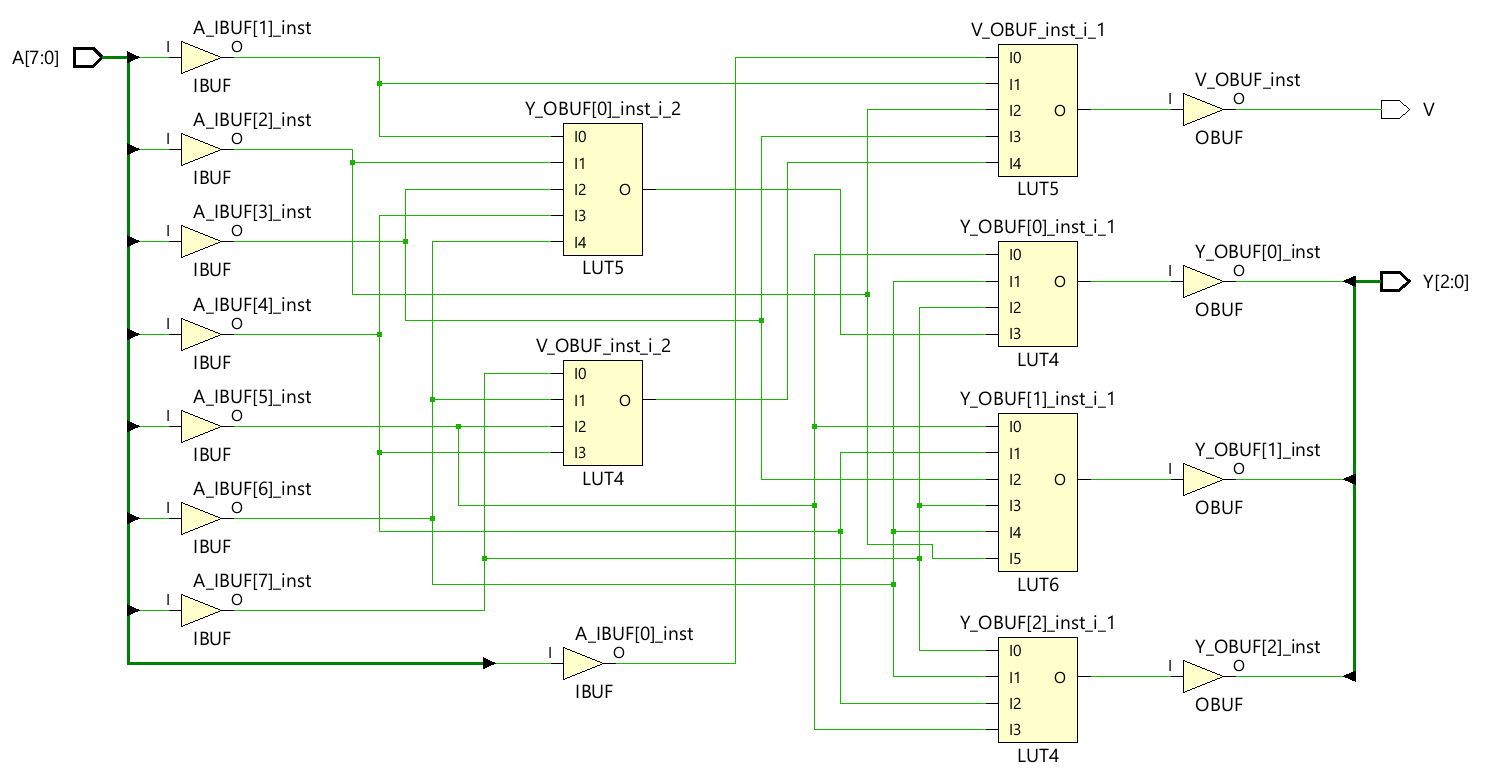 A[7:0]
A_IBUF[1]_inst
I
O
IBUF
A_IBUF[2]_inst
I
O
IBUF
A_IBUF[3]_inst
I
O
IBUF
A_IBUF[4]_inst
I
O
IBUF
A_IBUF[5]_inst
I
O
IBUF
A_IBUF[6]_inst
I
O
IBUF
A_IBUF[7]_inst
I
O
IBUF
A_IBUF[0]_inst
I
O
IBUF
Y_OBUF[0]_inst_i_2
I0
I1
I2
O
I3
I4
LUT5
V_OBUF_inst_i_2
I0
I1
O
I2
I3
LUT4
V_OBUF_inst_i_1
I0
I1
I2
O
I3
I4
LUT5
Y_OBUF[0]_inst_i_1
I0
I1
O
I2
I3
LUT4
Y_OBUF[1]_inst_i_1
I0
I1
I2
O
I3
I4
I5
LUT6
Y_OBUF[2]_inst_i_1
I0
I1
O
I2
I3
LUT4
V_OBUF_inst
I
O
OBUF
V
Y_OBUF[0]_inst
I
O
OBUF
Y[2:0]
Y_OBUF[1]_inst
I
O
OBUF
Y_OBUF[2]_inst
I
O
OBUF